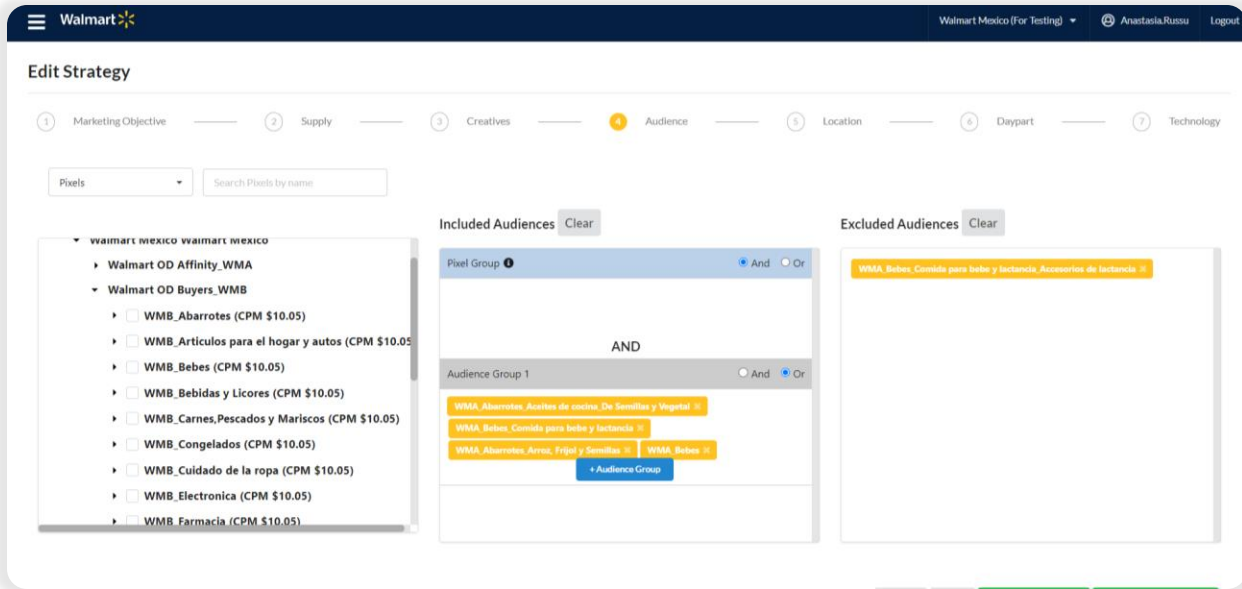 Walmart
Walmart Mexico (For Testing)
Anastasia.Russu
Logout
Edit Strategy
1 Marketing Objective
2 Supply
3 Creatives
4 Audience
5 Location
6 Daypart
7 Technology
Pixels
Search Pixels by name
Included Audiences Clear
Excluded Audiences Clear
Walmart Mexico Walmart Mexico
Walmart OD Affinity_WMA
Walmart OD Buyers_WMB
WMB_Abarrotes (CPM $10.05)
WMB_Articulos para el hogar y autos (CPM $10.05
WMB_Bebes (CPM $10.05)
WMB_Bebidas y Licores (CPM $10.05)
WMB_Carnes,Pescados y Mariscos (CPM $10.05)
WMB_Congelados (CPM $10.05)
WMB_Cuidado de la ropa (CPM $10.05)
WMB_Electronica (CPM $10.05)
WMB_Farmacia (CPM $10.05)
Pixel Group And Or
AND
Audience Group 1 And Or
WMA_Abarrotes_Aceites de cocina_De Semillas y Vegetal
WMA_Bebes_Comida para bebe y lactancia
WMA_Abarrotes_Arroz, Frijol y Semillas WMA_Bebes
+ Audience Group
WMA_Bebes_Comida para bebe y lactancia_Accesorios de lactancia